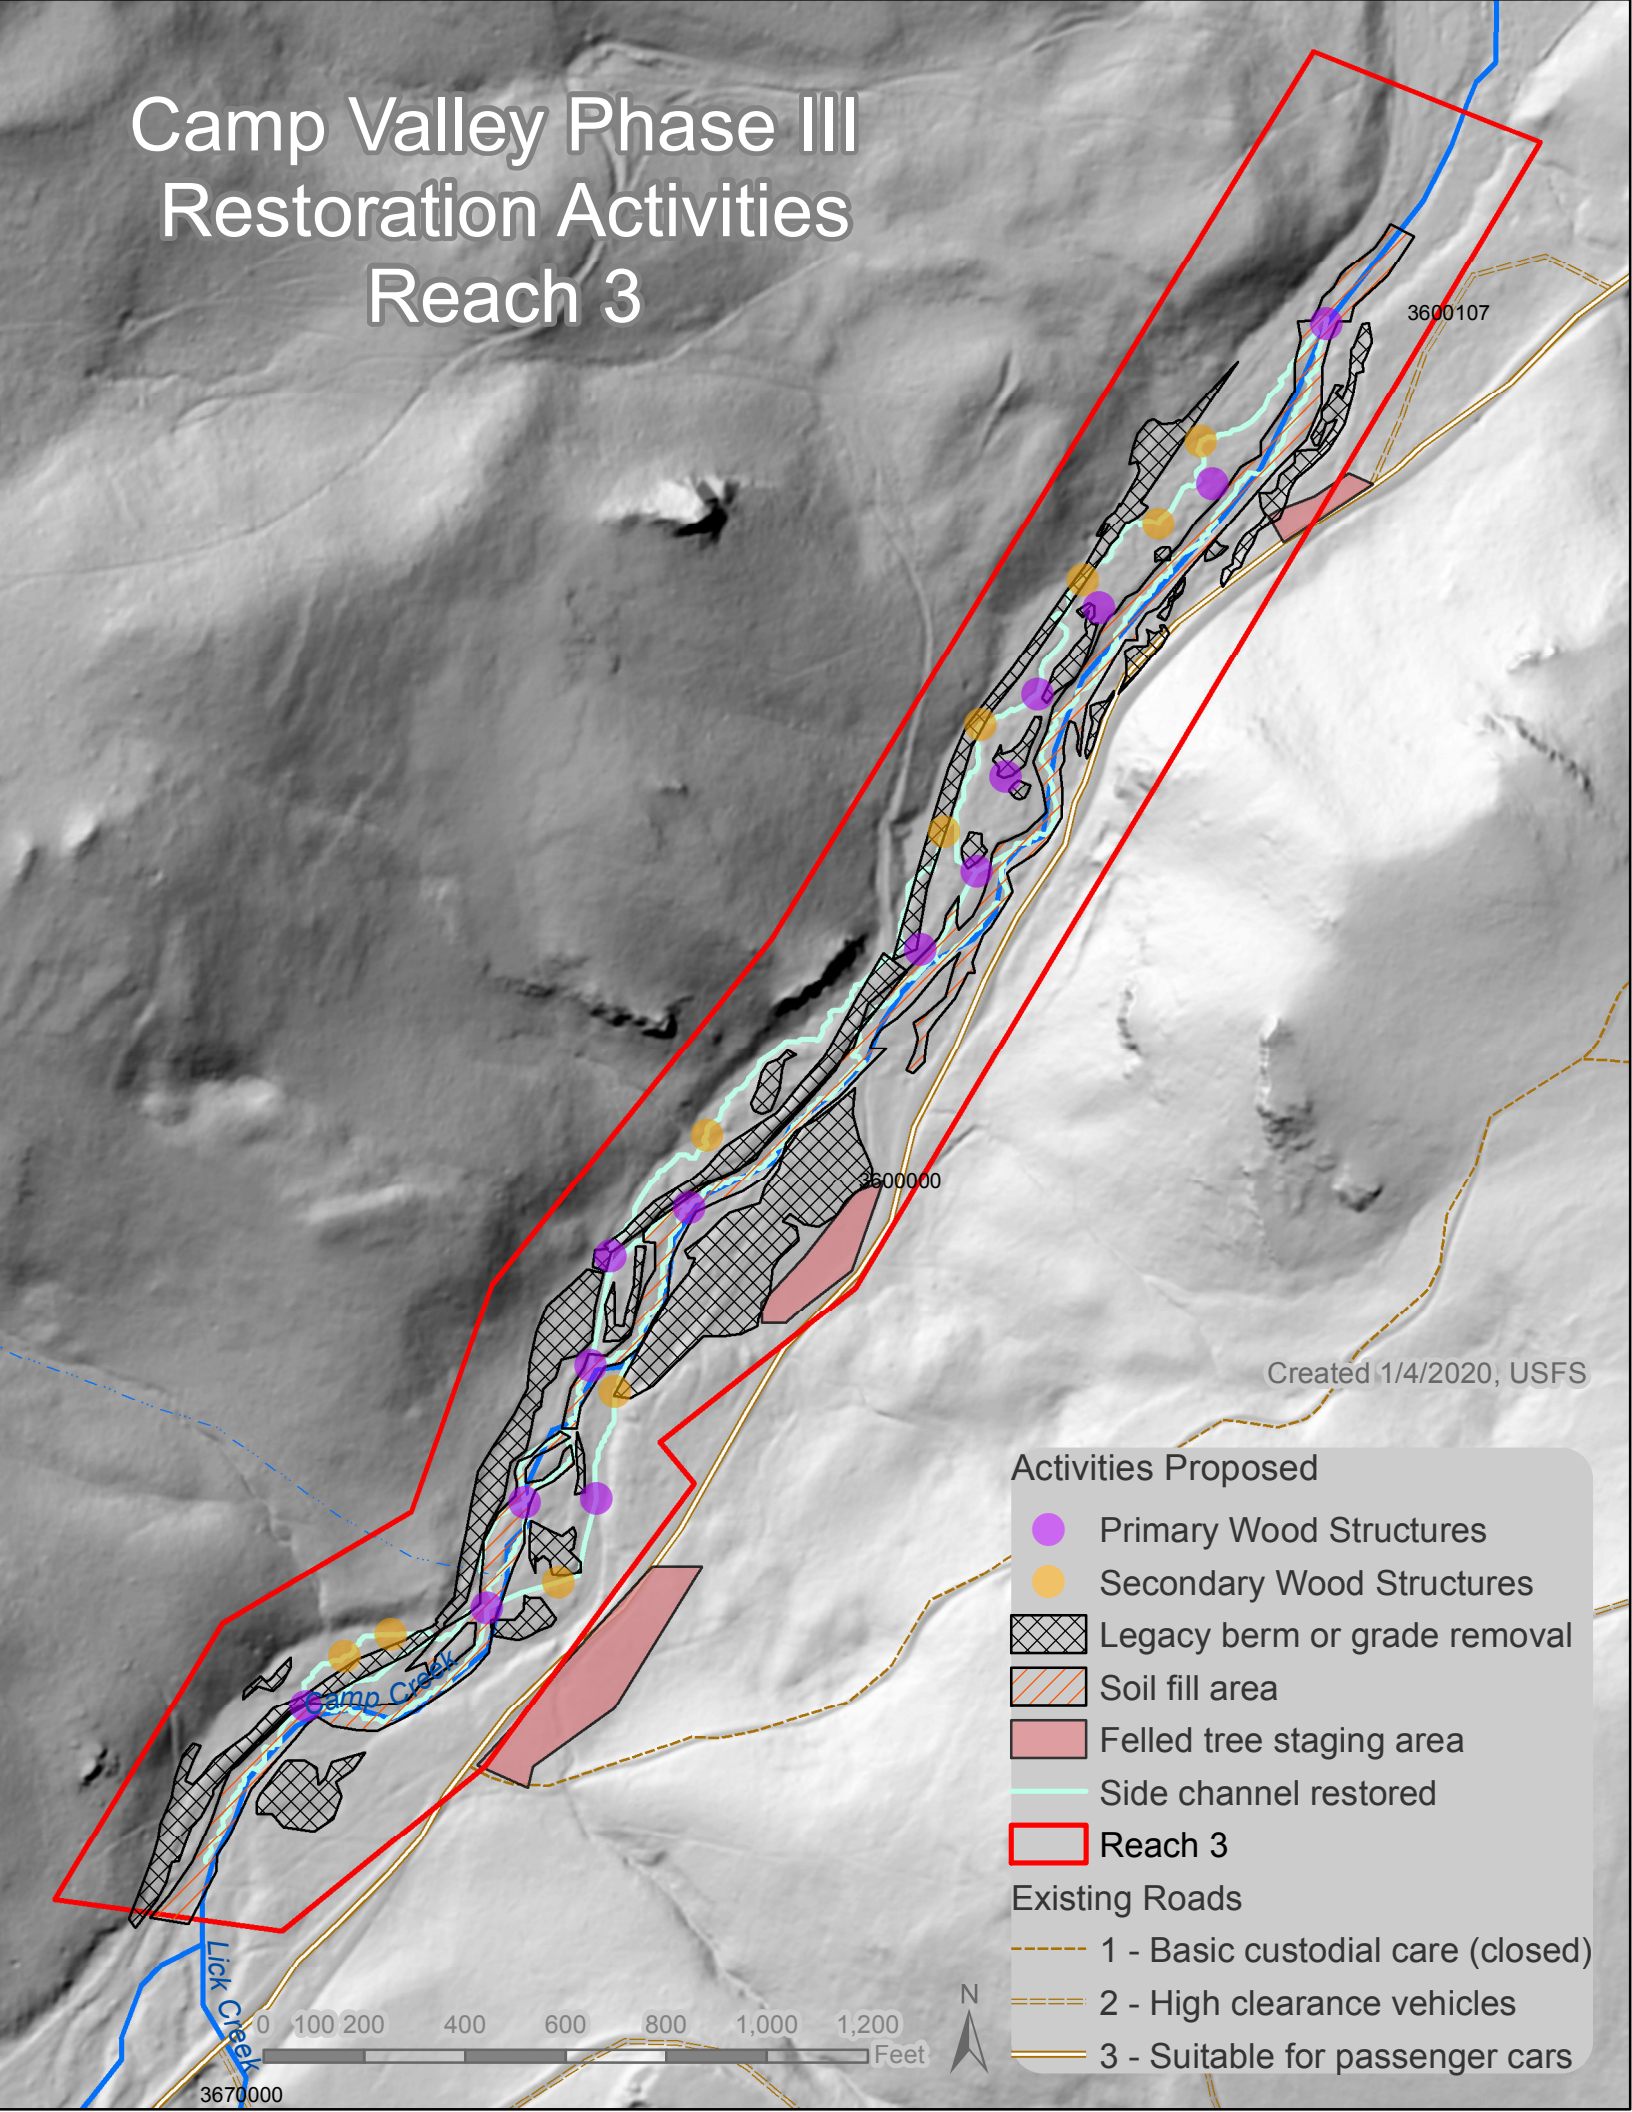 Camp Valley Phase III
Restoration Activities
Reach 3
3600107
3600000
Created 1/4/2020, USFS
Activities Proposed
Primary Wood Structures
Secondary Wood Structures
Legacy berm or grade removal
Soil fill area
Felled tree staging area
Side channel restored
Reach 3
Existing Roads
1 - Basic custodial care (closed)
2 - High clearance vehicles
3 - Suitable for passenger cars
Camp Creek
Lick Creek
0 100 200 400 600 800 1,000 1,200
Feet
N
3670000